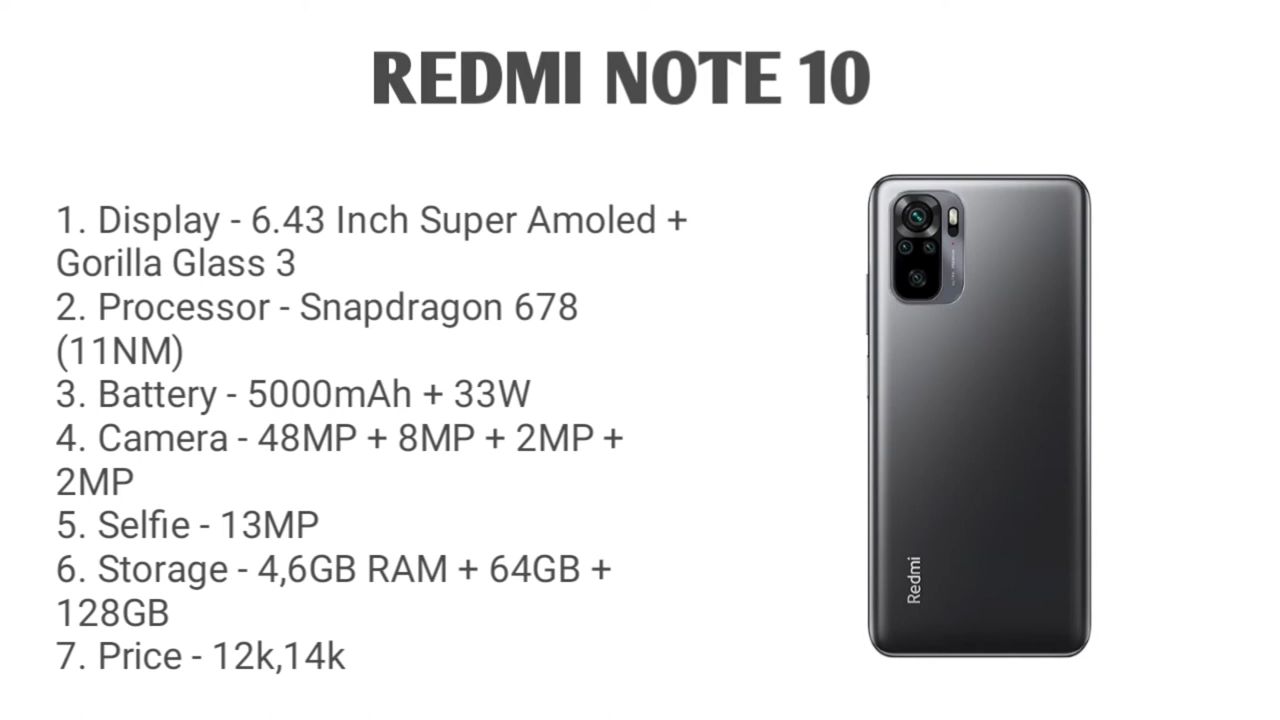 REDMI NOTE 10
1. Display - 6.43 Inch Super Amoled +
Gorilla Glass 3
2. Processor - Snapdragon 678
(11NM)
3. Battery - 5000mAh + 33W
4. Camera - 48MP + 8MP + 2MP +
2MP
5. Selfie - 13MP
6. Storage - 4,6GB RAM + 64GB +
128GB
7. Price - 12k,14k
Redmi